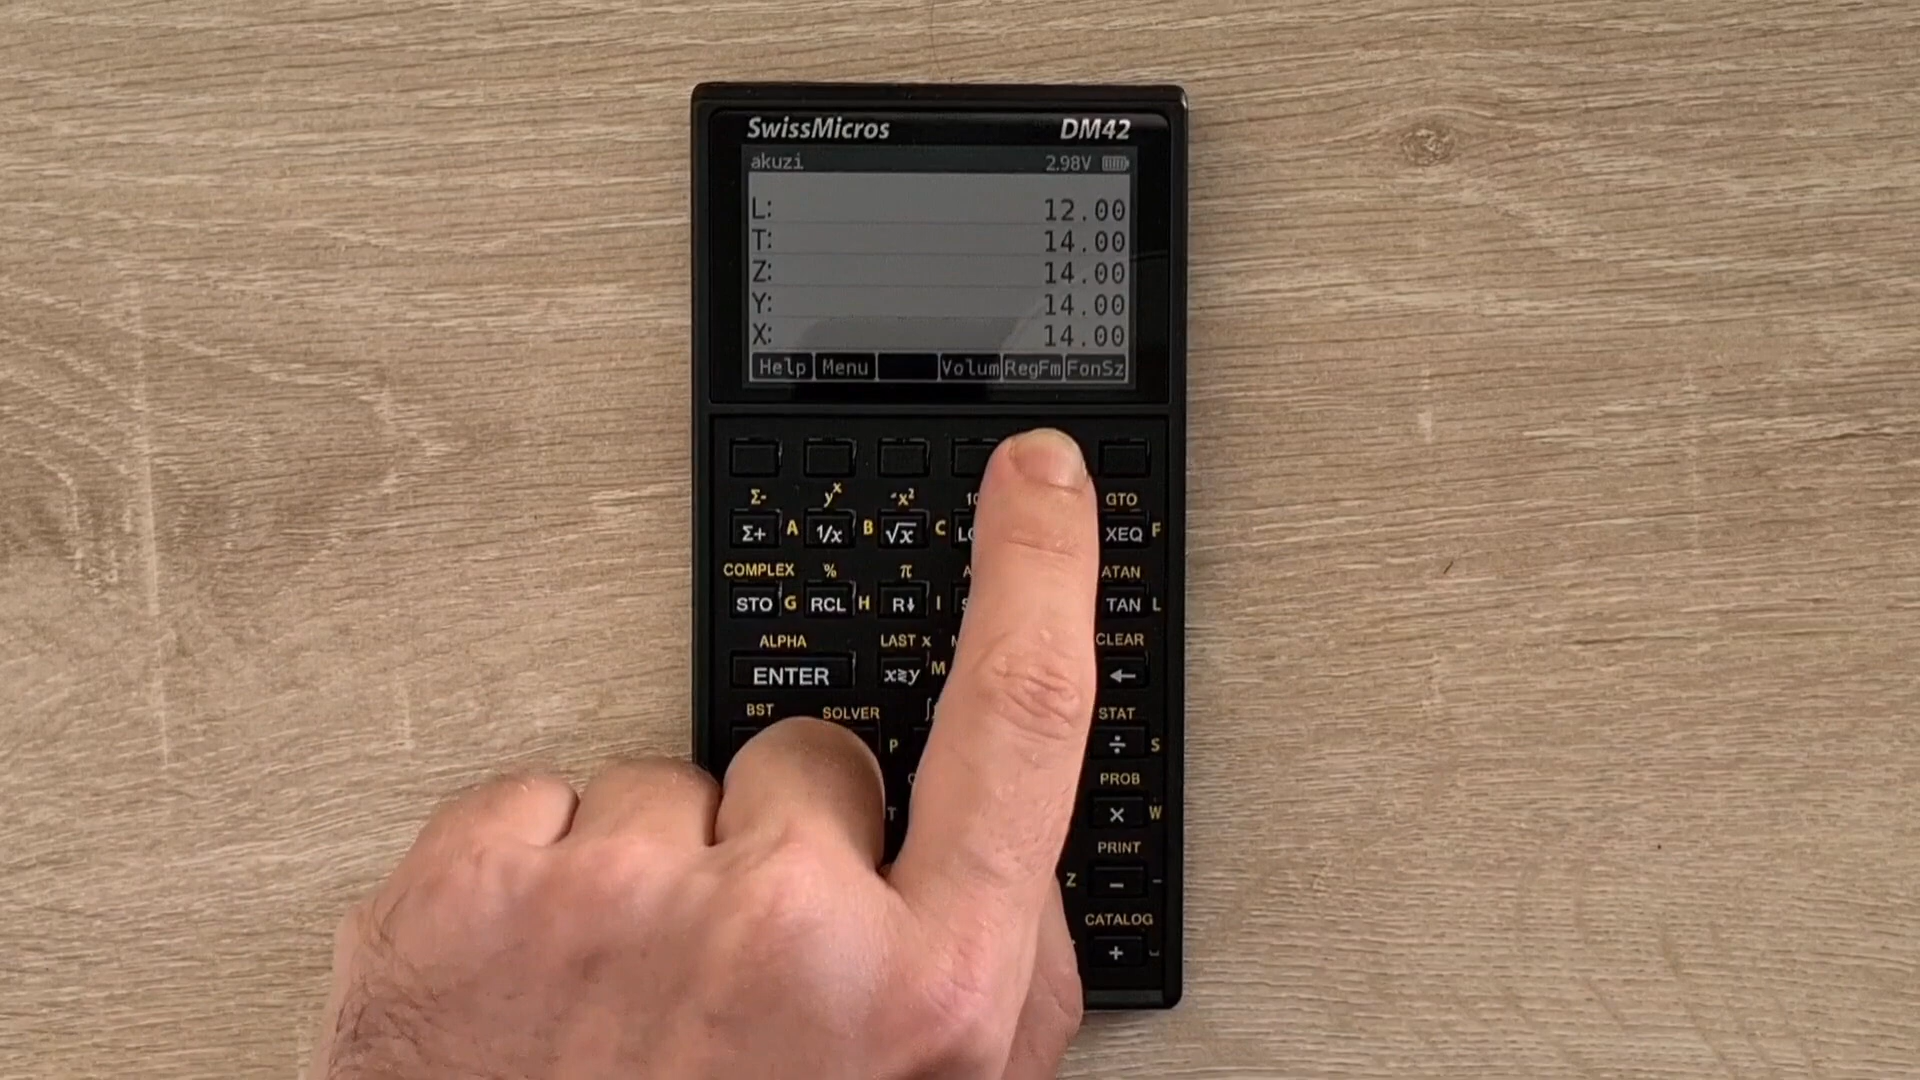 SwissMicros DM42
akuzi 2.98V
L: 12.00
T: 14.00
Z: 14.00
Y: 14.00
X: 14.00
Help Menu Volum RegFm FonSz
Σ- yˣ x² GTO
Σ+ A 1/x B √x C XEQ F
COMPLEX % π ATAN
STO G RCL H R↓ I TAN L
ALPHA LAST x CLEAR
ENTER x≷y M ←
BST SOLVER STAT
P ÷ S
PROB
T × W
PRINT
Z − –
CATALOG
+ ␣